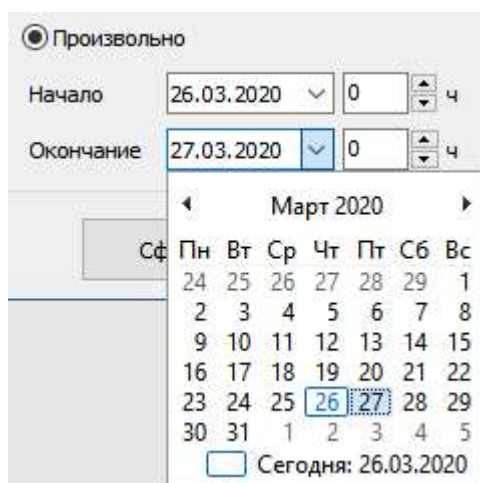 Произвольно
Начало 26.03.2020 0 ч
Окончание 27.03.2020 0 ч
Март 2020
Сф
Пн Вт Ср Чт Пт Сб Вс
24 25 26 27 28 29 1
2 3 4 5 6 7 8
9 10 11 12 13 14 15
16 17 18 19 20 21 22
23 24 25 26 27 28 29
30 31 1 2 3 4 5
Сегодня: 26.03.2020